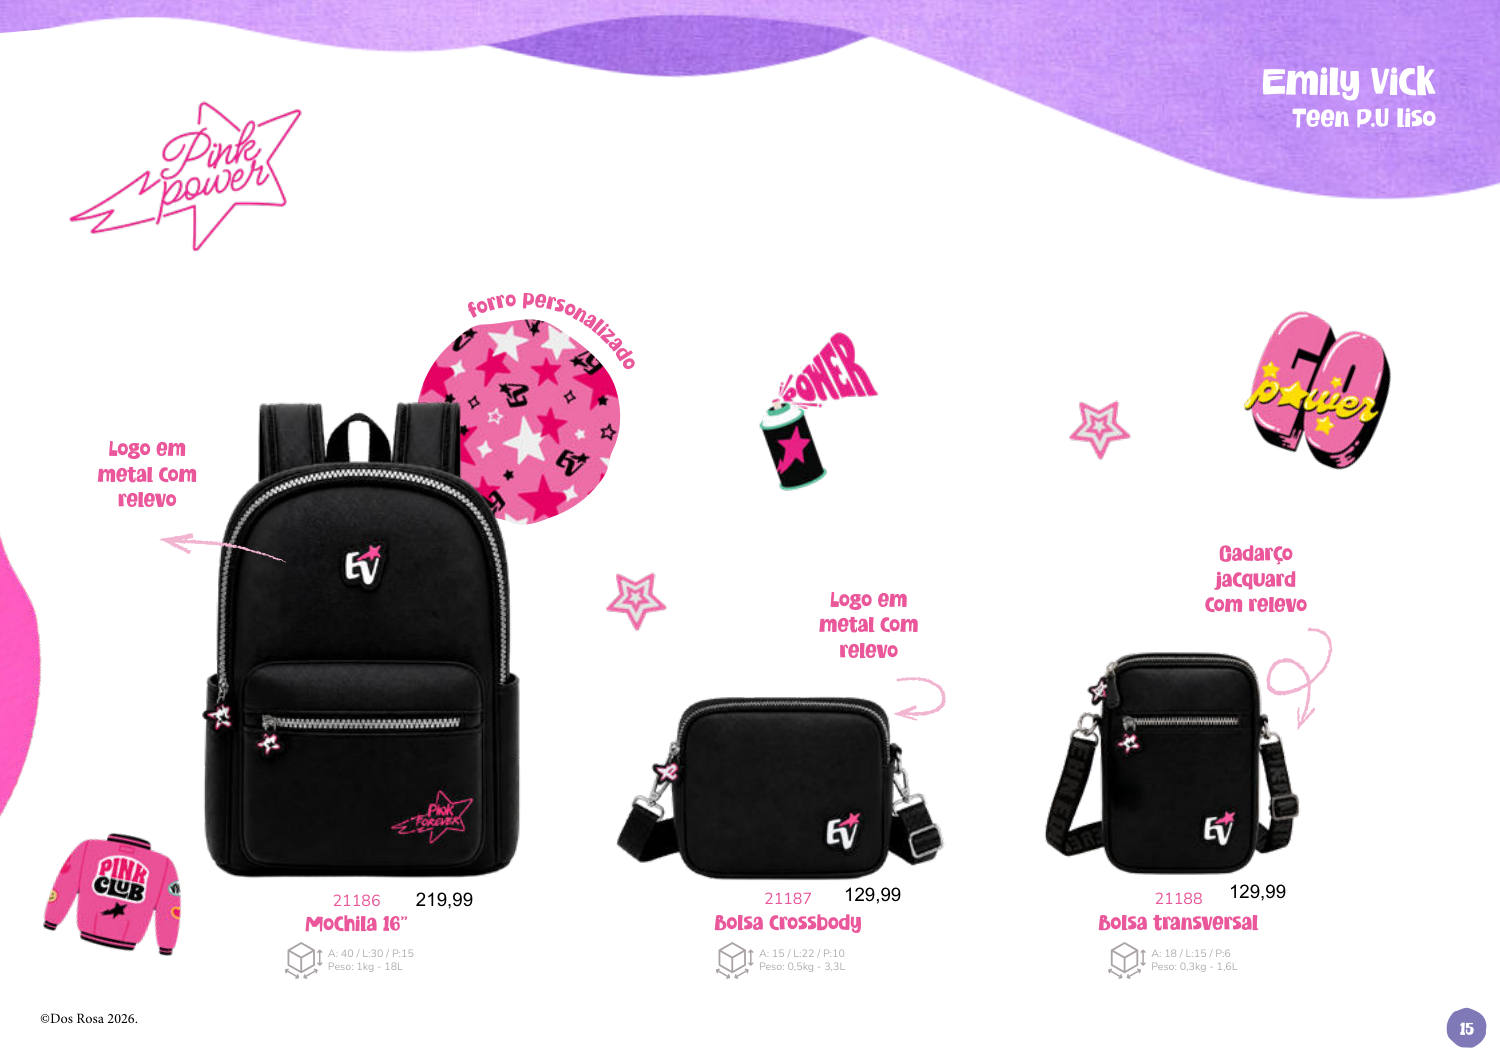 Emily Vick
Teen P.U liso
Pink
power
forro personalizado
POWER
GO
power
Logo em
metal com
relevo
EV
Cadarço
jacquard
com relevo
Logo em
metal com
relevo
PINK
FOREVER
EV
EV
PINK
CLUB
21186
219,99
Mochila 16”
A: 40 / L:30 / P:15
Peso: 1kg - 18L
21187
129,99
Bolsa Crossbody
A: 15 / L:22 / P:10
Peso: 0,5kg - 3,3L
21188
129,99
Bolsa transversal
A: 18 / L:15 / P:6
Peso: 0,3kg - 1,6L
©Dos Rosa 2026.
15